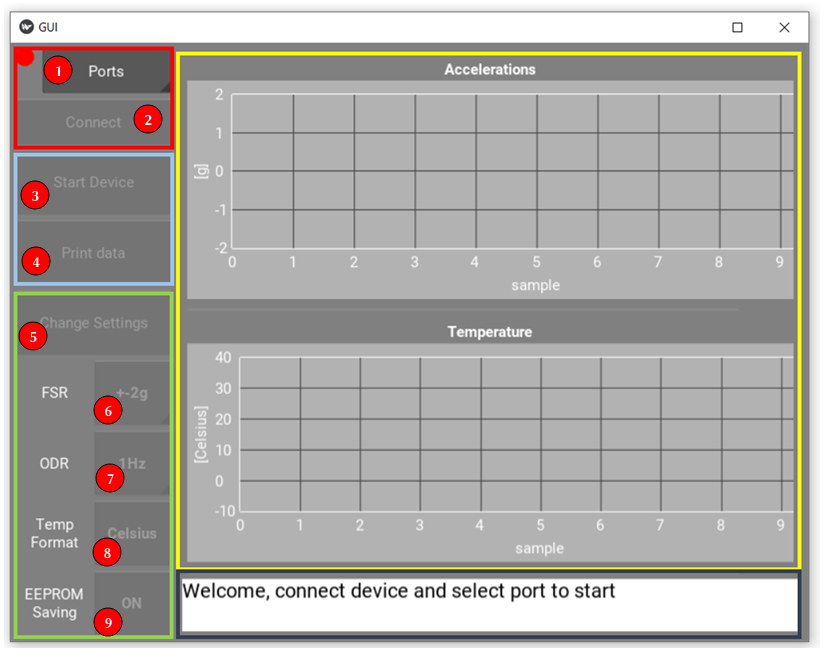 GUI
1 Ports
Connect 2
3 Start Device
4 Print data
5 Change Settings
FSR +-2g
6
ODR 1Hz
7
Temp
Format
Celsius
8
EEPROM
Saving
ON
9
Accelerations
[g]
2
1
0
-1
-2
0 1 2 3 4 5 6 7 8 9
sample
Temperature
[Celsius]
40
30
20
10
0
-10
0 1 2 3 4 5 6 7 8 9
sample
Welcome, connect device and select port to start